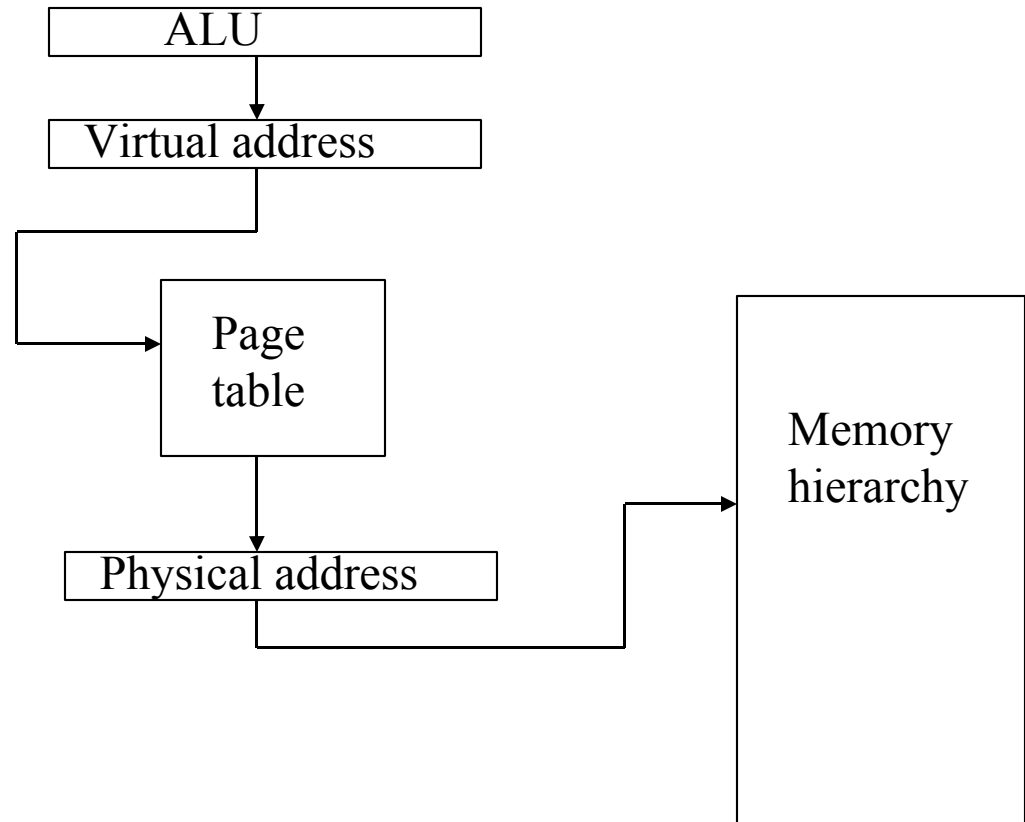 ALU
Virtual address
Page
table
Memory
hierarchy
Physical address